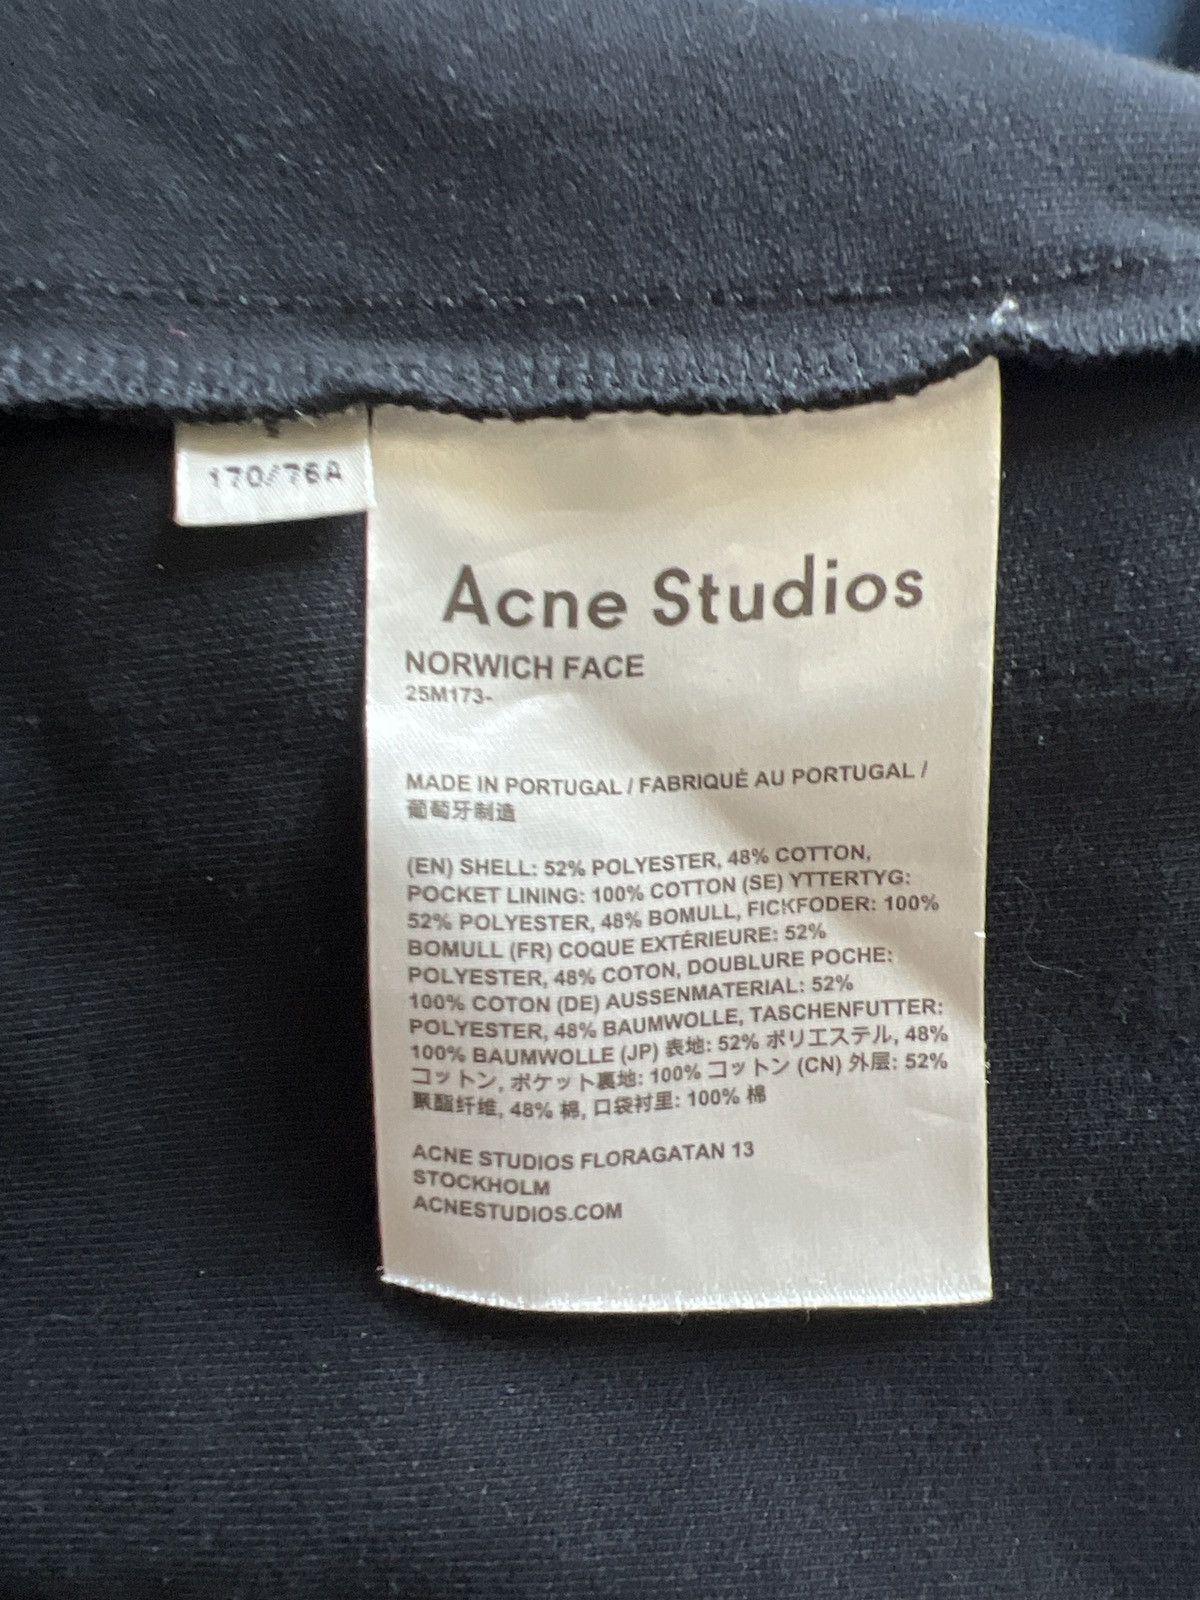 170/76A
Acne Studios
NORWICH FACE
25M173-
MADE IN PORTUGAL / FABRIQUÉ AU PORTUGAL /
葡萄牙制造
(EN) SHELL: 52% POLYESTER, 48% COTTON,
POCKET LINING: 100% COTTON (SE) YTTERTYG:
52% POLYESTER, 48% BOMULL, FICKFODER: 100%
BOMULL (FR) COQUE EXTÉRIEURE: 52%
POLYESTER, 48% COTON, DOUBLURE POCHE:
100% COTON (DE) AUSSENMATERIAL: 52%
POLYESTER, 48% BAUMWOLLE, TASCHENFUTTER:
100% BAUMWOLLE (JP) 表地: 52% ポリエステル, 48%
コットン, ポケット裏地: 100% コットン (CN) 外层: 52%
聚酯纤维, 48% 棉, 口袋衬里: 100% 棉
ACNE STUDIOS FLORAGATAN 13
STOCKHOLM
ACNESTUDIOS.COM